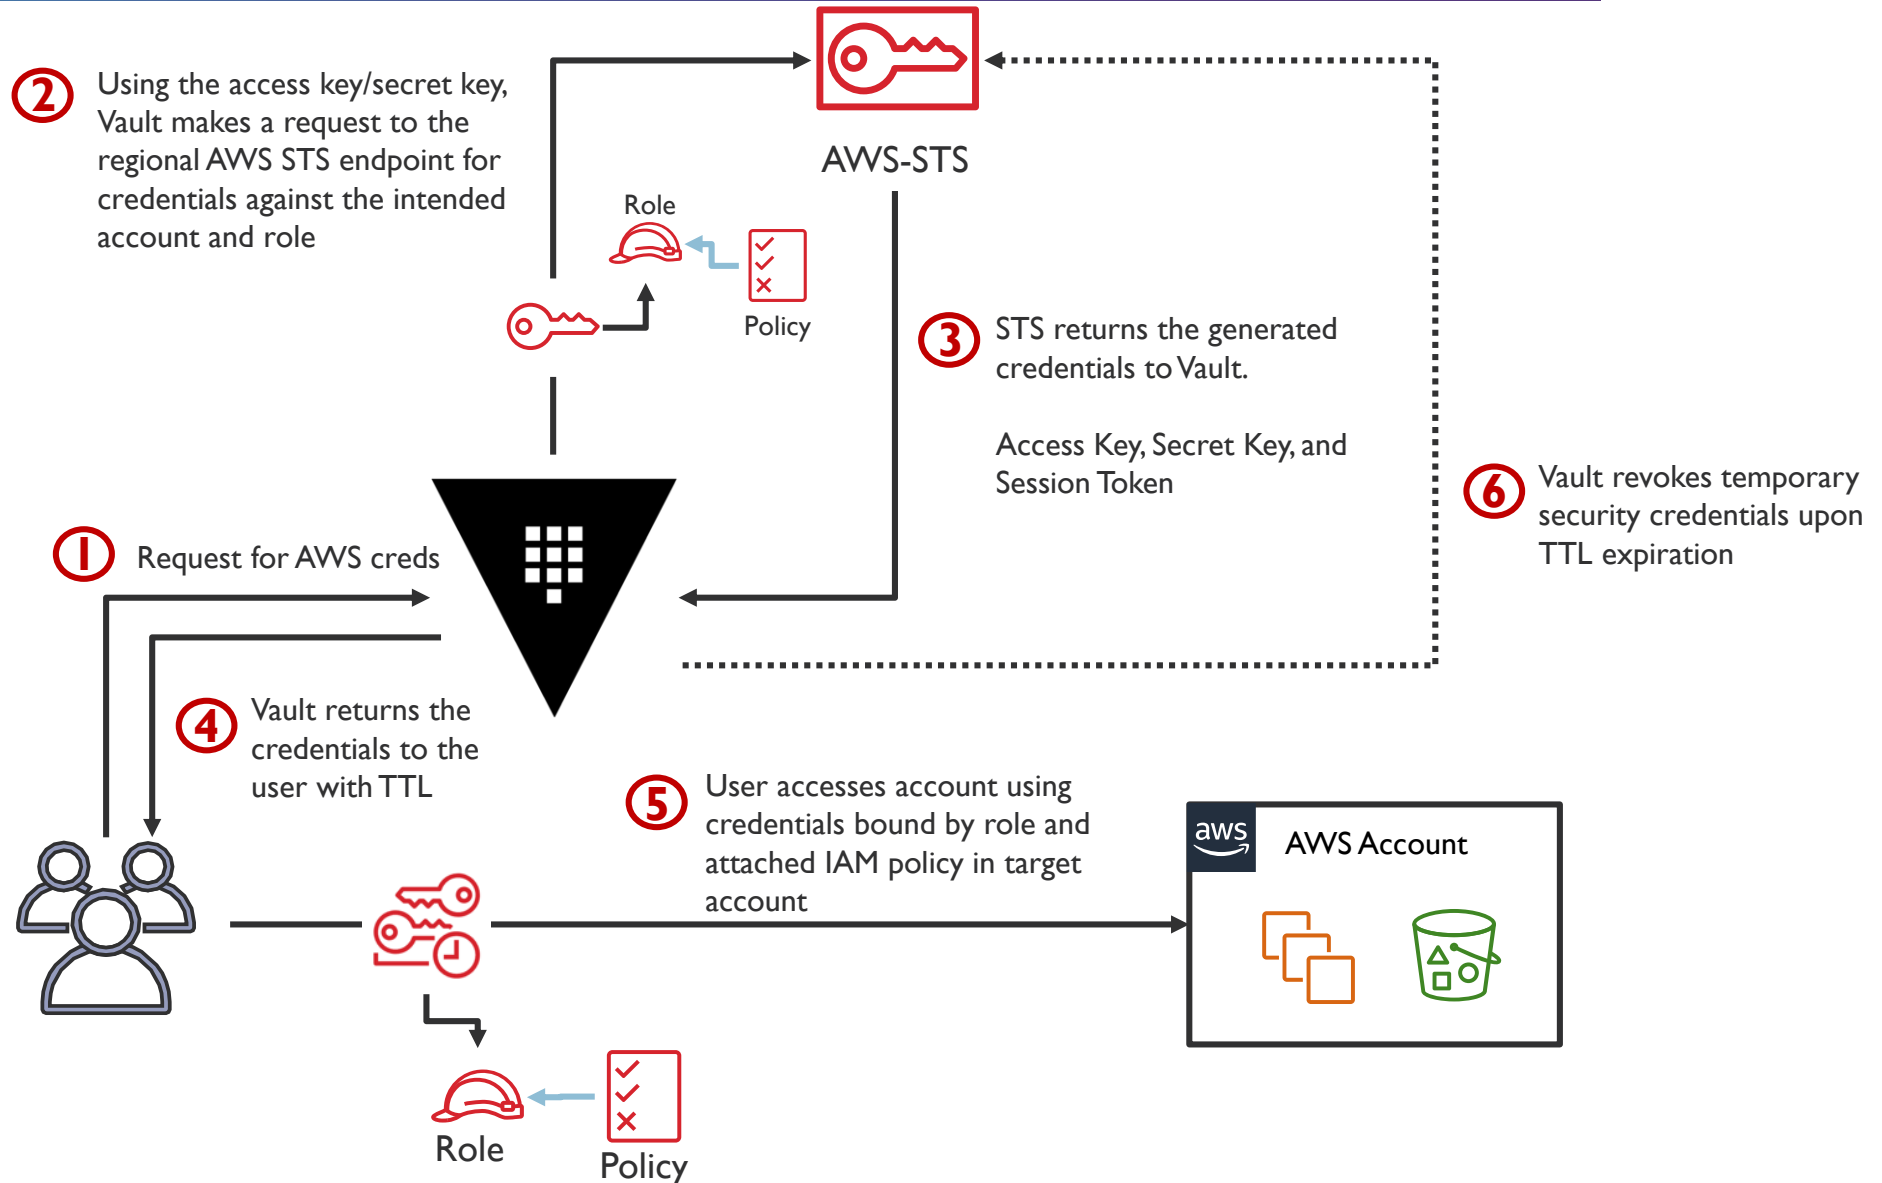 2
Using the access key/secret key,
Vault makes a request to the
regional AWS STS endpoint for
credentials against the intended
account and role
AWS-STS
Role
Policy
3
STS returns the generated
credentials to Vault.
Access Key, Secret Key, and
Session Token
6
Vault revokes temporary
security credentials upon
TTL expiration
1
Request for AWS creds
4
Vault returns the
credentials to the
user with TTL
5
User accesses account using
credentials bound by role and
attached IAM policy in target
account
aws
AWS Account
Role
Policy